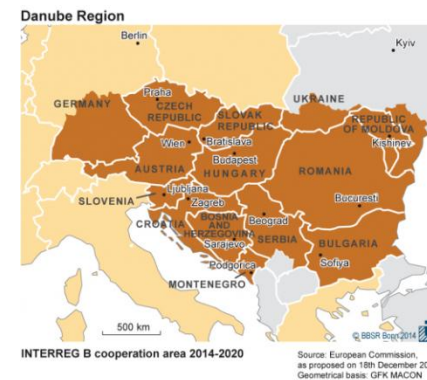 Danube Region
Berlin
Kyiv
Praha
GERMANY
CZECH
REPUBLIC
UKRAINE
SLOVAK
REPUBLIC
REPUBLIC
OF MOLDOVA
Kishinev
Wien
Bratislava
Budapest
AUSTRIA
HUNGARY
ROMANIA
Ljubljana
Zagreb
SLOVENIA
Bucuresti
CROATIA
BOSNIA
AND
HERZEGOVINA
Beograd
Sarajevo
SERBIA
BULGARIA
Sofiya
Podgorica
MONTENEGRO
500 km
© BBSR Bonn 2014
INTERREG B cooperation area 2014-2020
Source: European Commission,
as proposed on 18th December 20
Geometrical basis: GFK MACON